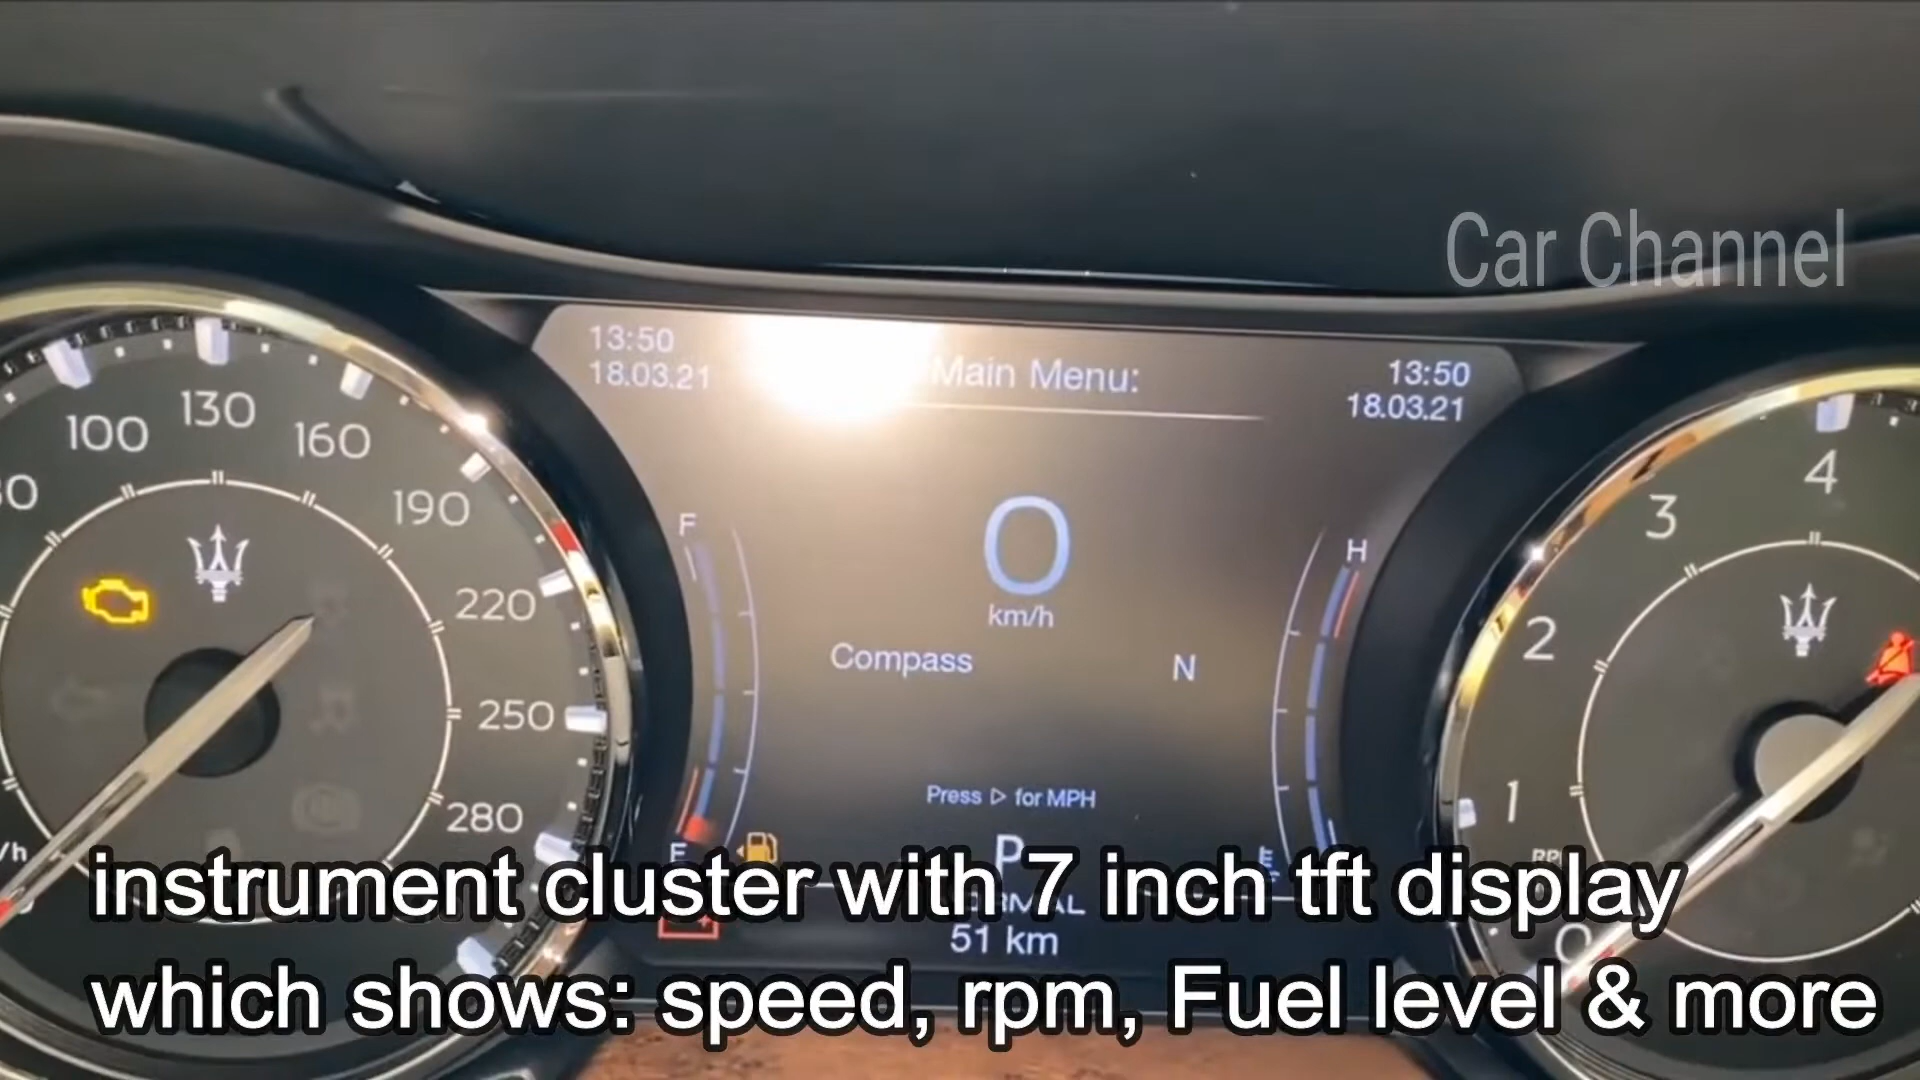 Car Channel
13:50
18.03.21
Main Menu:
13:50
18.03.21
100
130
160
190
220
250
280
F
0
km/h
H
Compass
N
Press ▷ for MPH
P
E
E
51 km
4
3
2
1
0
instrument cluster with 7 inch tft display
which shows: speed, rpm, Fuel level & more